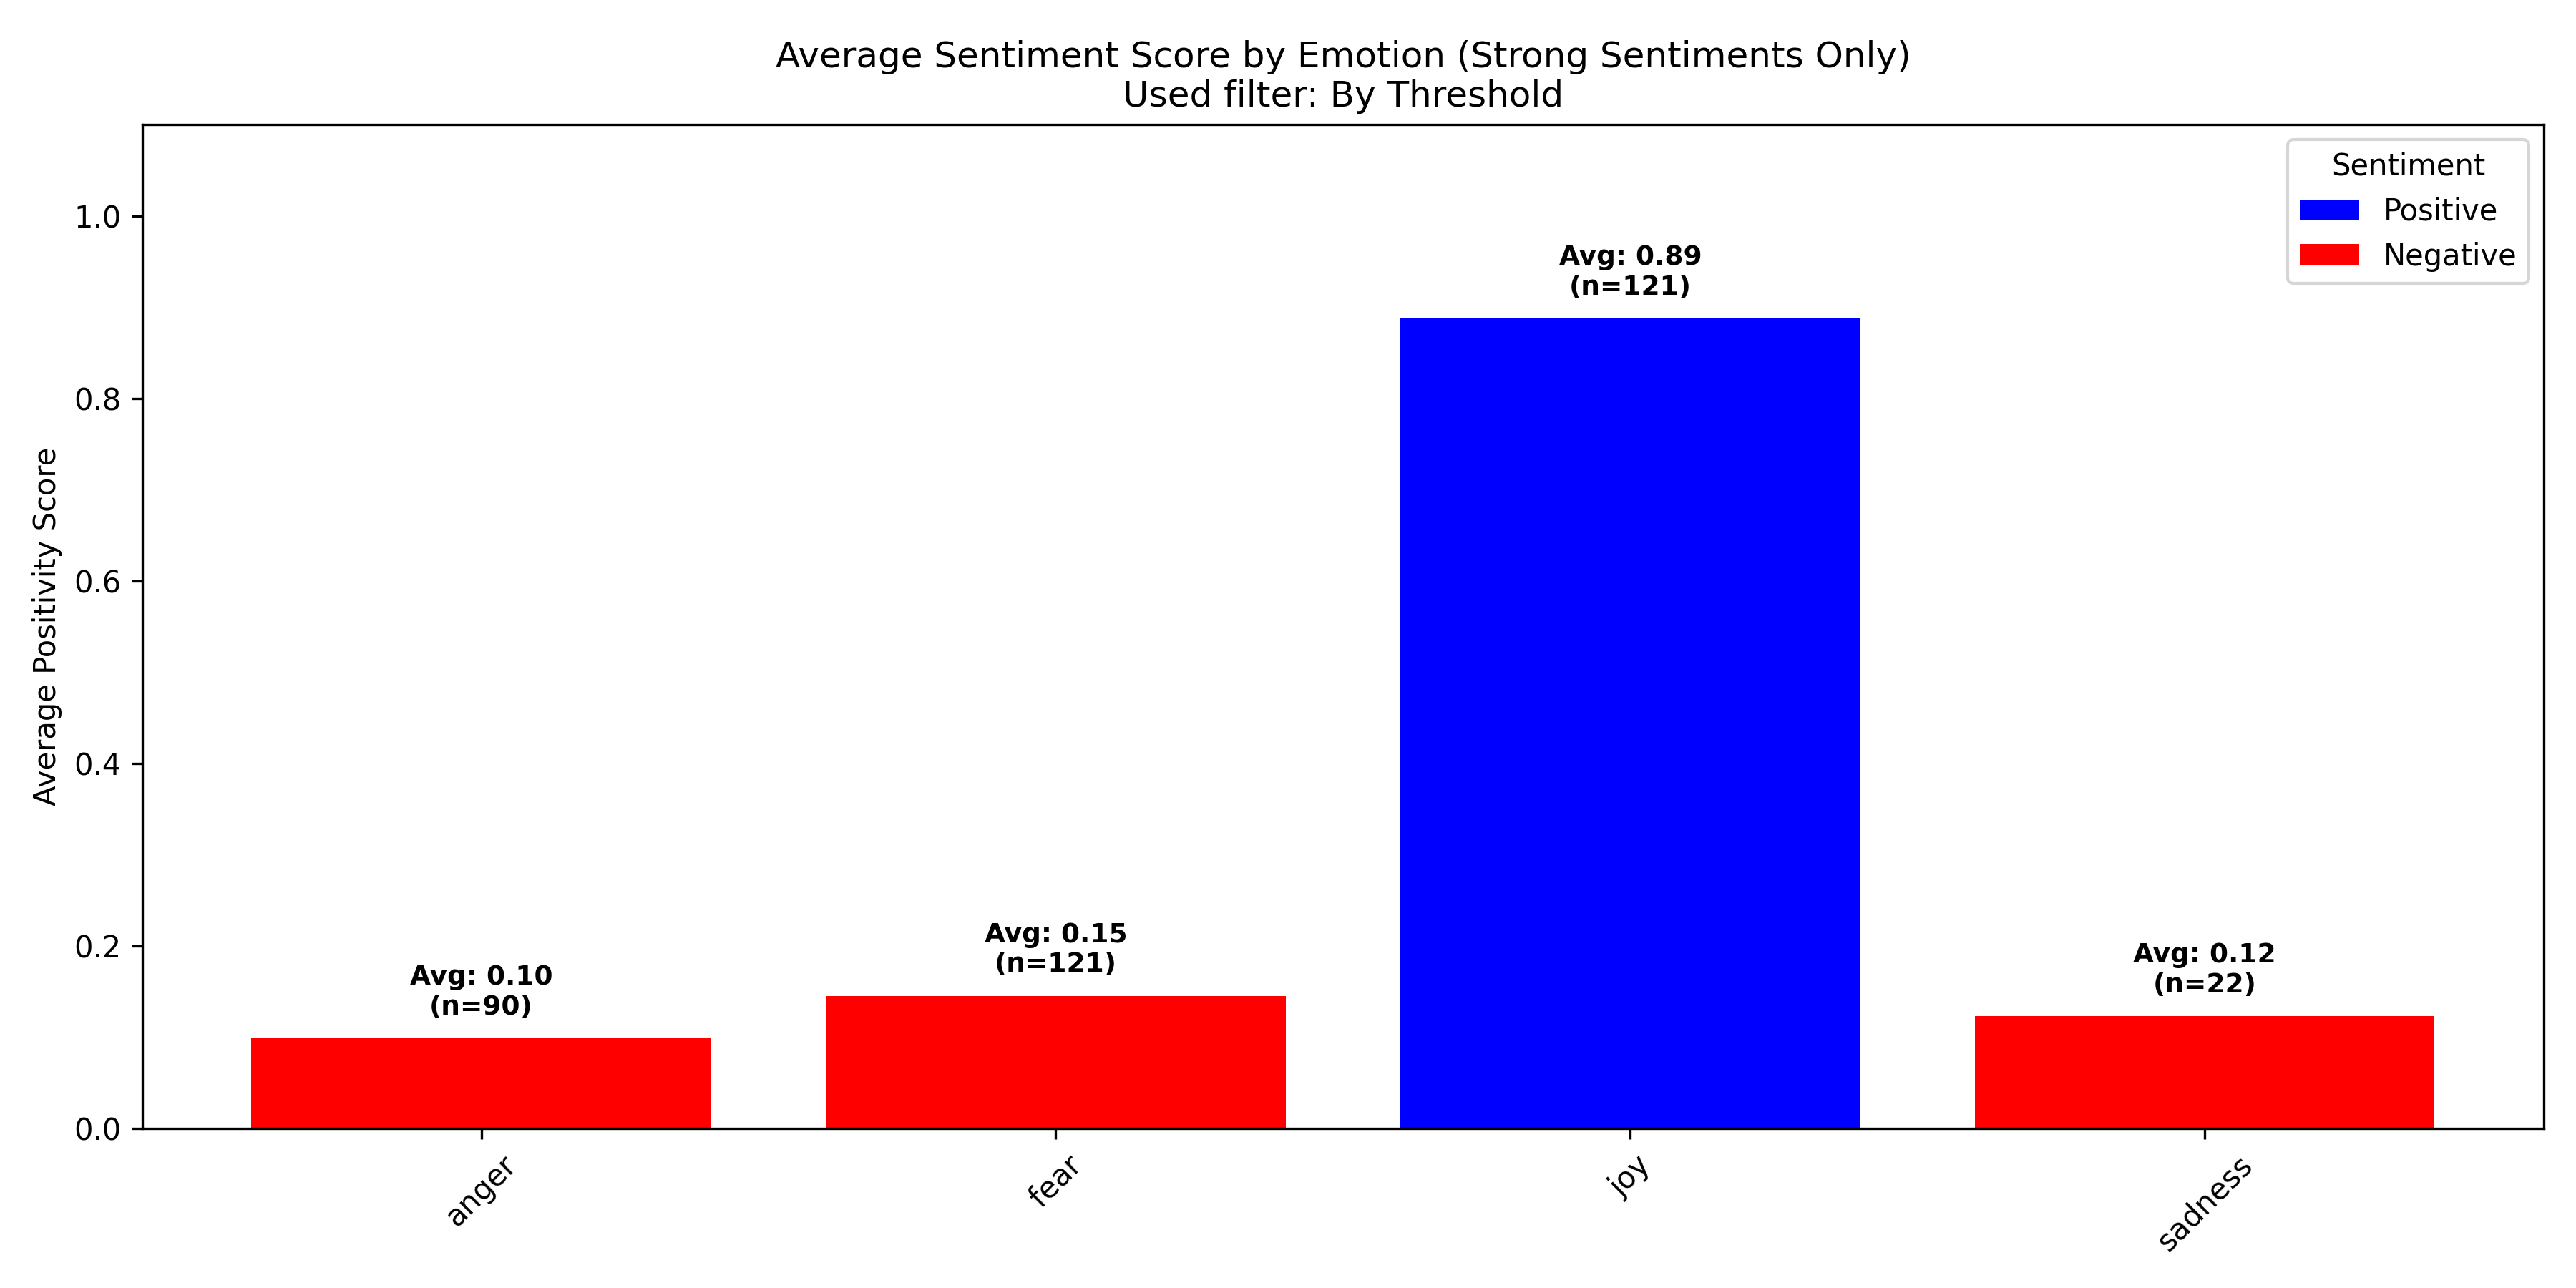 Average Sentiment Score by Emotion (Strong Sentiments Only)
Used filter: By Threshold
Sentiment
Positive
Negative
Average Positivity Score
1.0
0.8
0.6
0.4
0.2
0.0
Avg: 0.10
(n=90)
Avg: 0.15
(n=121)
Avg: 0.89
(n=121)
Avg: 0.12
(n=22)
anger
fear
joy
sadness